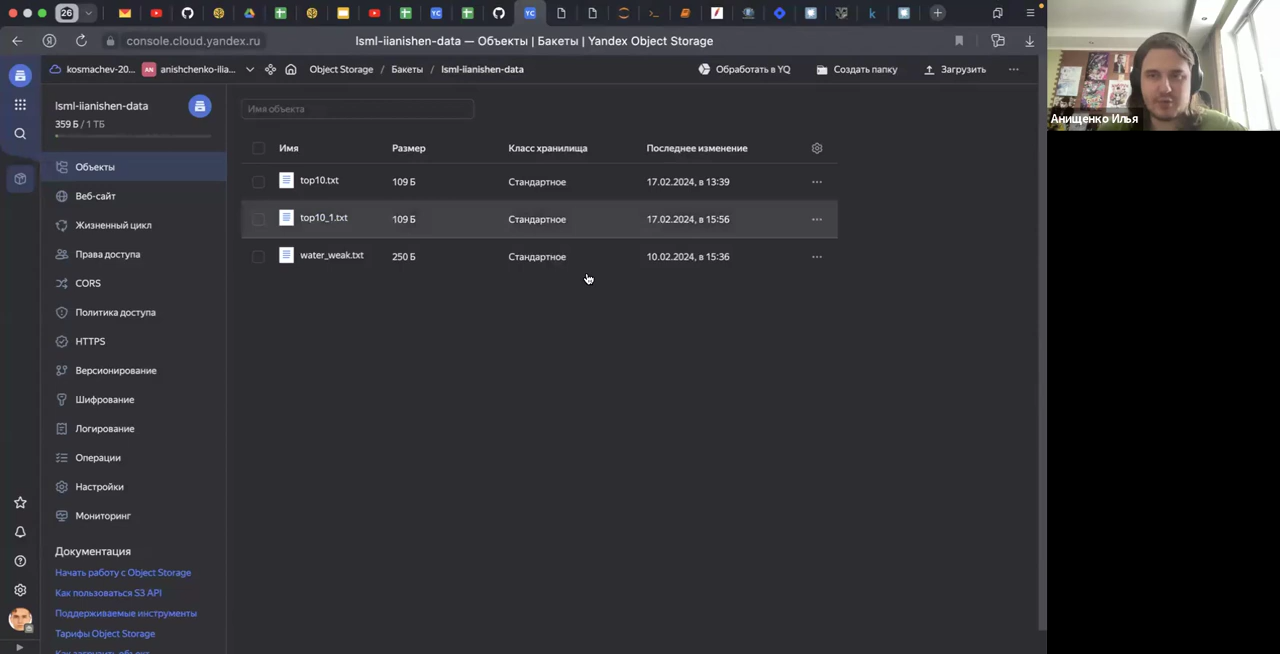 26
console.cloud.yandex.ru
lsml-iianishen-data — Объекты | Бакеты | Yandex Object Storage
kosmachev-20...
AN anishchenko-ilia...
Object Storage / Бакеты / lsml-iianishen-data
Обработать в YQ
Создать папку
Загрузить
lsml-iianishen-data
359 Б / 1 ТБ
Объекты
Веб-сайт
Жизненный цикл
Права доступа
CORS
Политика доступа
HTTPS
Версионирование
Шифрование
Логирование
Операции
Настройки
Мониторинг
Документация
Начать работу с Object Storage
Как пользоваться S3 API
Поддерживаемые инструменты
Тарифы Object Storage
Имя объекта
Имя Размер Класс хранилища Последнее изменение
top10.txt 109 Б Стандартное 17.02.2024, в 13:39
top10_1.txt 109 Б Стандартное 17.02.2024, в 15:56
water_weak.txt 250 Б Стандартное 10.02.2024, в 15:36
Анищенко Илья